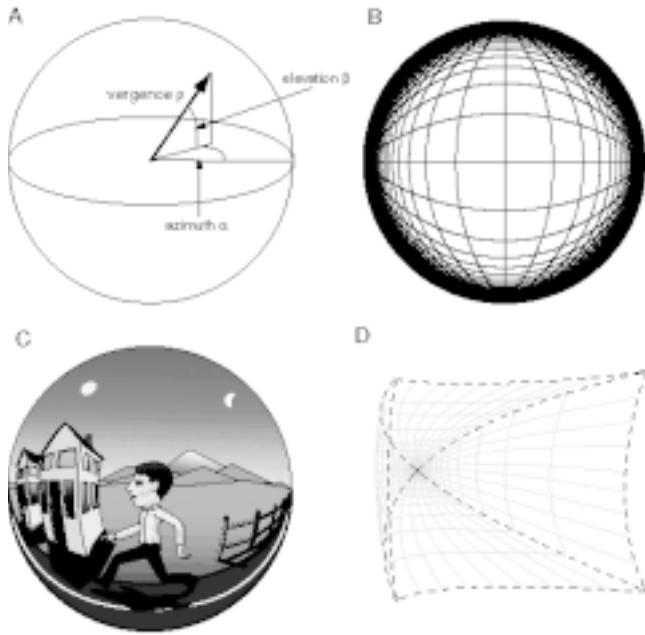 A
B
elevation β
vergence ρ
azimuth α
C
D